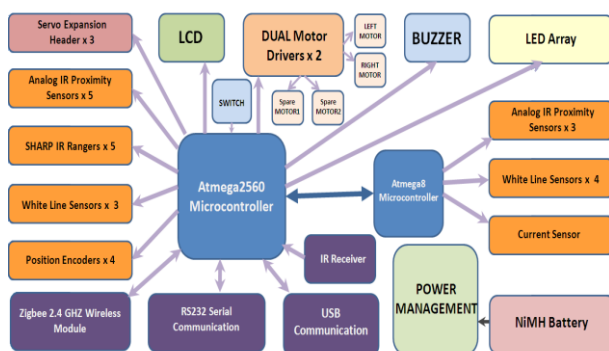 Servo Expansion
Header x 3
LCD
DUAL Motor
Drivers x 2
LEFT
MOTOR
RIGHT
MOTOR
BUZZER
LED Array
Analog IR Proximity
Sensors x 5
SWITCH
Spare
MOTOR1
Spare
MOTOR2
Analog IR Proximity
Sensors x 3
SHARP IR Rangers x 5
Atmega2560
Microcontroller
Atmega8
Microcontroller
White Line Sensors x 4
White Line Sensors x 3
Current Sensor
Position Encoders x 4
IR Receiver
Zigbee 2.4 GHZ Wireless
Module
RS232 Serial
Communication
USB
Communication
POWER
MANAGEMENT
NiMH Battery